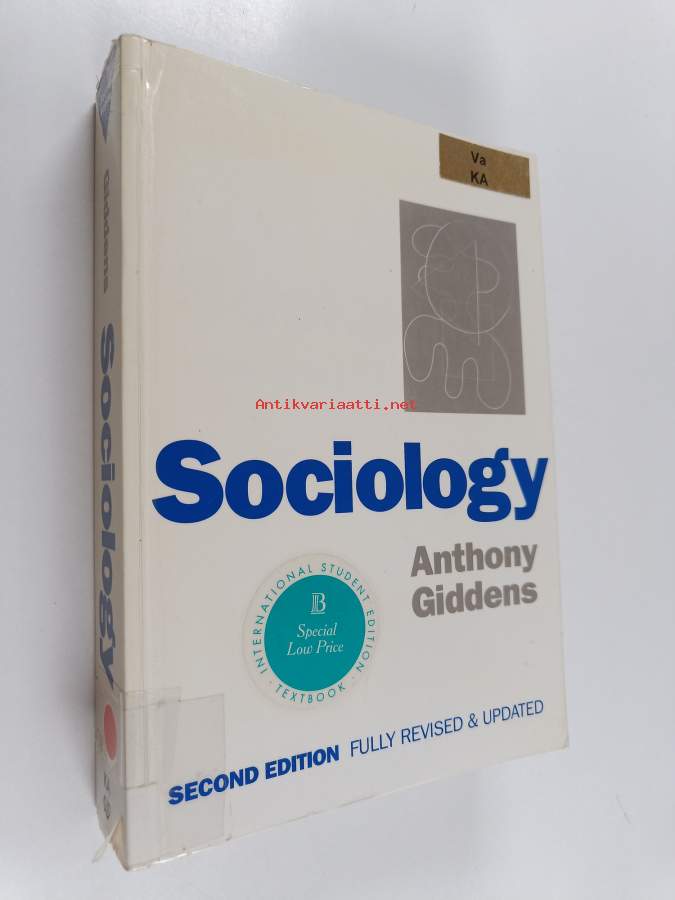 Va
KA
Antikvariaatti.net
Sociology
Anthony
Giddens
INTERNATIONAL STUDENT EDITION
B
Special
Low Price
· TEXTBOOK ·
SECOND EDITION FULLY REVISED & UPDATED
Giddens
Sociology